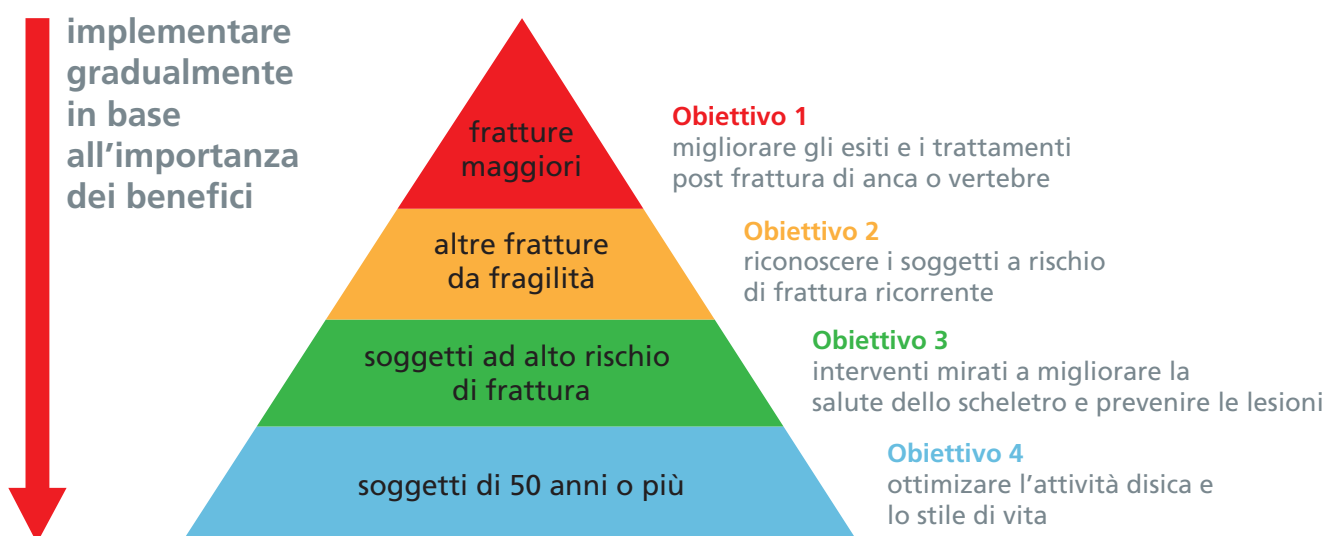 implementare
gradualmente
in base
all’importanza
dei benefici
fratture
maggiori
Obiettivo 1
migliorare gli esiti e i trattamenti
post frattura di anca o vertebre
altre fratture
da fragilità
Obiettivo 2
riconoscere i soggetti a rischio
di frattura ricorrente
soggetti ad alto rischio
di frattura
Obiettivo 3
interventi mirati a migliorare la
salute dello scheletro e prevenire le lesioni
soggetti di 50 anni o più
Obiettivo 4
ottimizare l’attività disica e
lo stile di vita